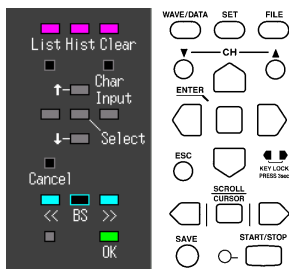 WAVE/DATA SET FILE
List Hist Clear
▼ CH ▲
↑ Char
Input
ENTER
↓ Select
ESC
KEY LOCK
PRESS 3sec
Cancel
SCROLL
CURSOR
<< BS >>
SAVE START/STOP
OK